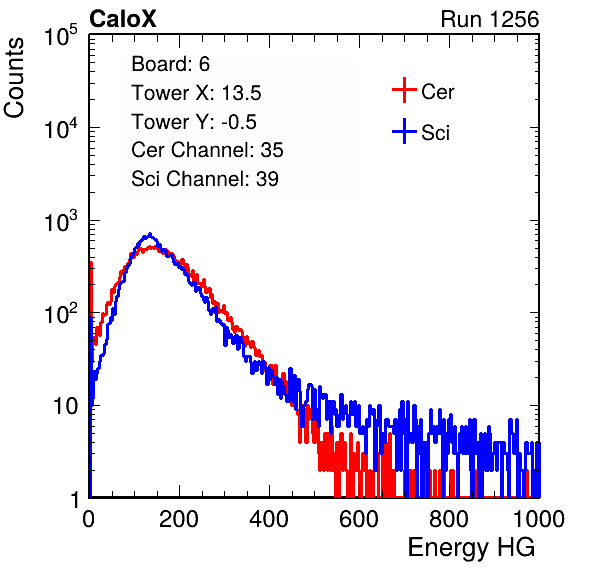 CaloX Run 1256
Counts
10^5
10^4
10^3
10^2
10
1
Board: 6
Tower X: 13.5
Tower Y: -0.5
Cer Channel: 35
Sci Channel: 39
Cer
Sci
0 200 400 600 800 1000
Energy HG